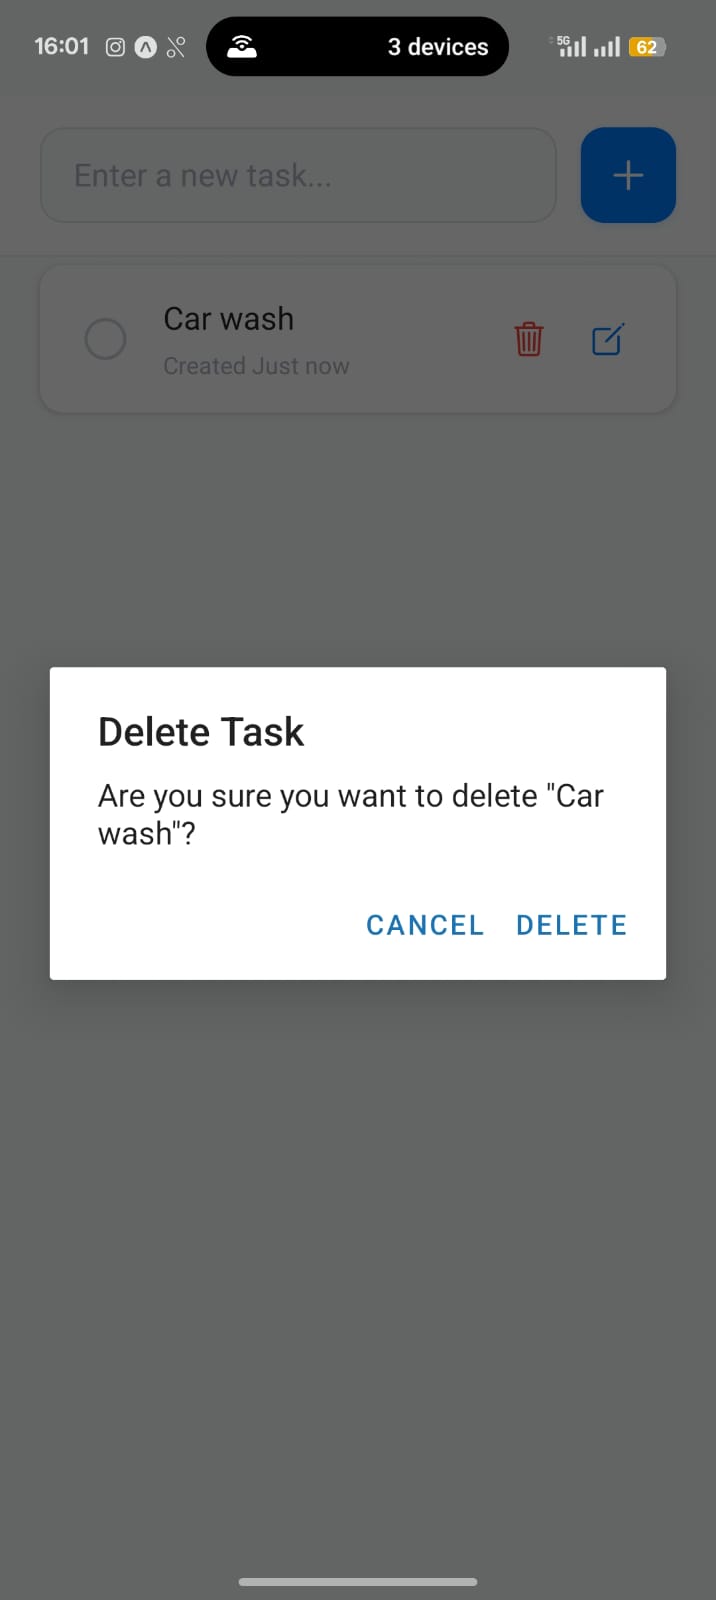 16:01
3 devices
5G
62
Enter a new task...
Car wash
Created Just now
Delete Task
Are you sure you want to delete "Car
wash"?
CANCEL DELETE